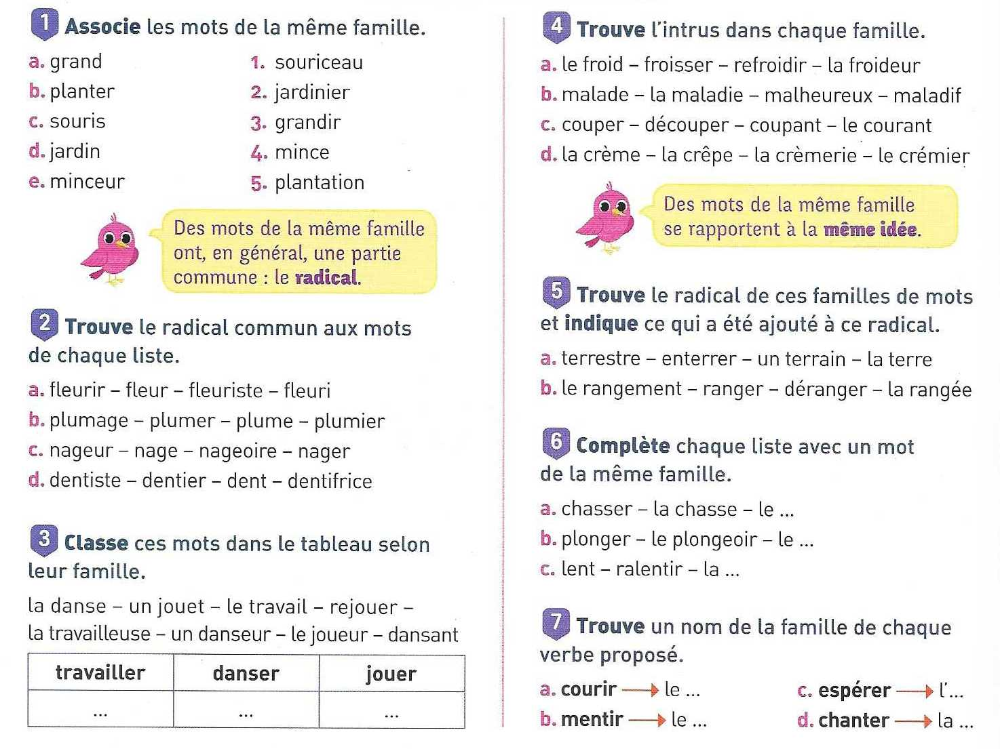 1 Associe les mots de la même famille.
a. grand 1. souriceau
b. planter 2. jardinier
c. souris 3. grandir
d. jardin 4. mince
e. minceur 5. plantation
Des mots de la même famille
ont, en général, une partie
commune : le radical.
2 Trouve le radical commun aux mots
de chaque liste.
a. fleurir – fleur – fleuriste – fleuri
b. plumage – plumer – plume – plumier
c. nageur – nage – nageoire – nager
d. dentiste – dentier – dent – dentifrice
3 Classe ces mots dans le tableau selon
leur famille.
la danse – un jouet – le travail – rejouer –
la travailleuse – un danseur – le joueur – dansant
travailler danser jouer
... ... ...
4 Trouve l'intrus dans chaque famille.
a. le froid – froisser – refroidir – la froideur
b. malade – la maladie – malheureux – maladif
c. couper – découper – coupant – le courant
d. la crème – la crêpe – la crèmerie – le crémier
Des mots de la même famille
se rapportent à la même idée.
5 Trouve le radical de ces familles de mots
et indique ce qui a été ajouté à ce radical.
a. terrestre – enterrer – un terrain – la terre
b. le rangement – ranger – déranger – la rangée
6 Complète chaque liste avec un mot
de la même famille.
a. chasser – la chasse – le ...
b. plonger – le plongeoir – le ...
c. lent – ralentir – la ...
7 Trouve un nom de la famille de chaque
verbe proposé.
a. courir → le ... c. espérer → l'...
b. mentir → le ... d. chanter → la ...